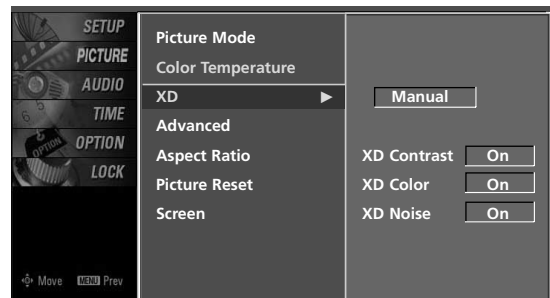 SETUP
PICTURE
AUDIO
TIME
OPTION
LOCK
Move MENU Prev
Picture Mode
Color Temperature
XD
Advanced
Aspect Ratio
Picture Reset
Screen
Manual
XD Contrast On
XD Color On
XD Noise On